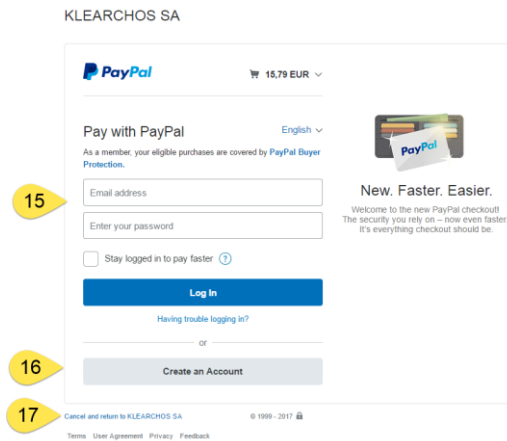 KLEARCHOS SA
PayPal
15,79 EUR
Pay with PayPal
English
As a member, your eligible purchases are covered by PayPal Buyer
Protection.
PayPal
15
Email address
Enter your password
New. Faster. Easier.
Welcome to the new PayPal checkout!
The security you rely on – now even faster.
It's everything checkout should be.
Stay logged in to pay faster ?
Log In
Having trouble logging in?
or
16
Create an Account
17
Cancel and return to KLEARCHOS SA
© 1999 - 2017
Terms User Agreement Privacy Feedback